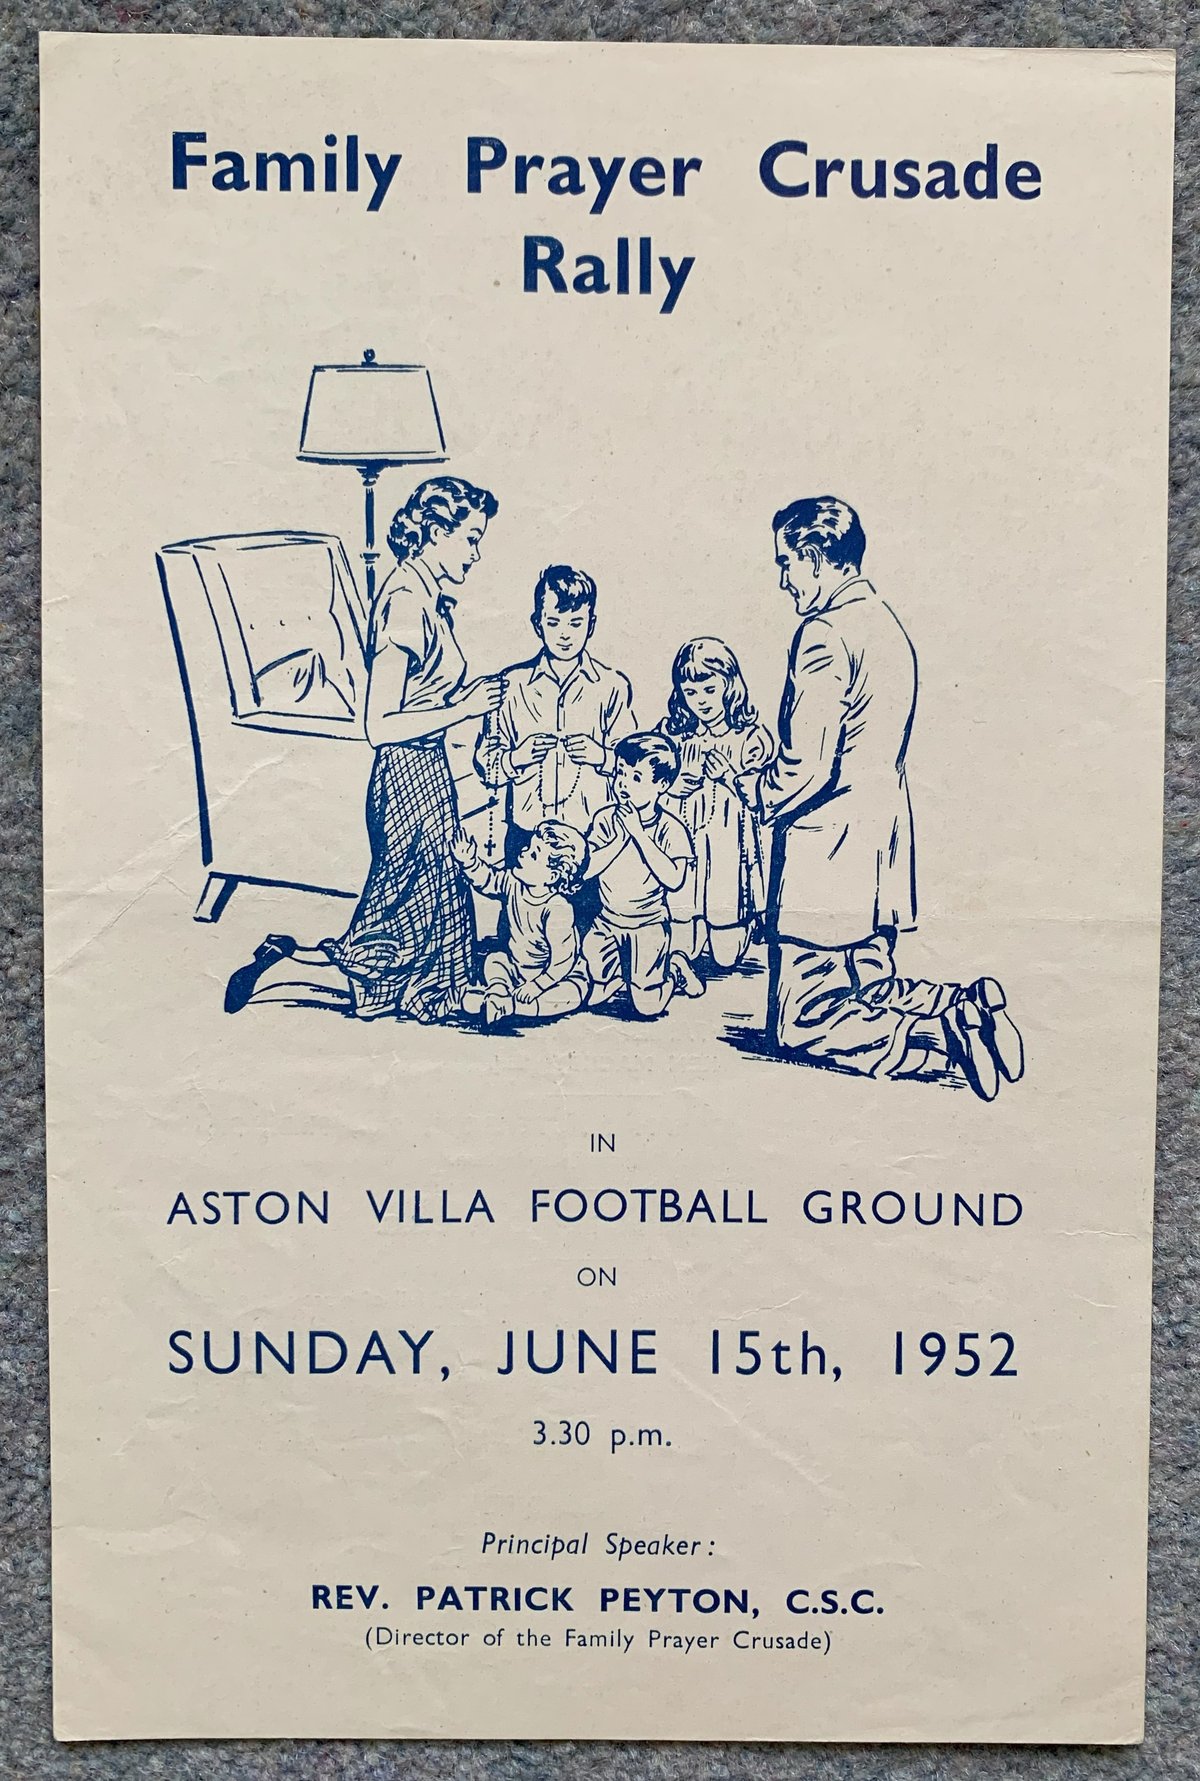 Family Prayer Crusade
Rally
IN
ASTON VILLA FOOTBALL GROUND
ON
SUNDAY, JUNE 15th, 1952
3.30 p.m.
Principal Speaker :
REV. PATRICK PEYTON, C.S.C.
(Director of the Family Prayer Crusade)